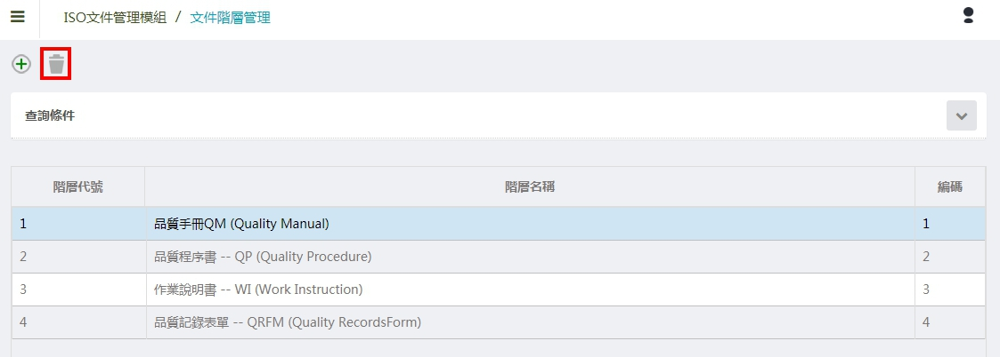 ISO文件管理模組 / 文件階層管理
查詢條件
階層代號 階層名稱 編碼
1 品質手冊QM (Quality Manual) 1
2 品質程序書 -- QP (Quality Procedure) 2
3 作業說明書 -- WI (Work Instruction) 3
4 品質記錄表單 -- QRFM (Quality RecordsForm) 4